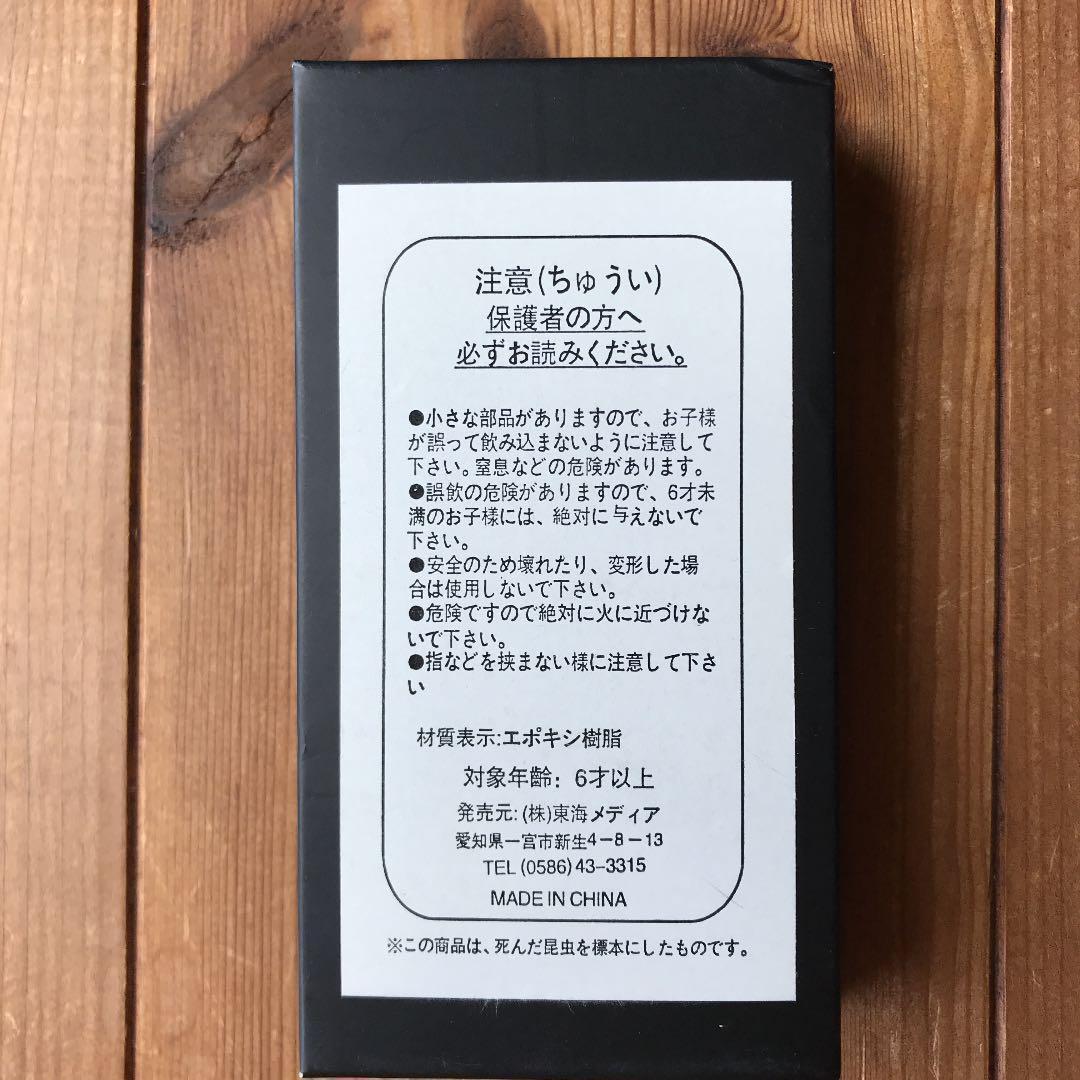 注意(ちゅうい)
保護者の方へ
必ずお読みください。
●小さな部品がありますので、お子様
が誤って飲み込まないように注意して
下さい。窒息などの危険があります。
●誤飲の危険がありますので、6才未
満のお子様には、絶対に与えないで
下さい。
●安全のため壊れたり、変形した場
合は使用しないで下さい。
●危険ですので絶対に火に近づけな
いで下さい。
●指などを挟まない様に注意して下さ
い
材質表示:エポキシ樹脂
対象年齢: 6才以上
発売元:(株)東海メディア
愛知県一宮市新生4-8-13
TEL (0586) 43-3315
MADE IN CHINA
※この商品は、死んだ昆虫を標本にしたものです。